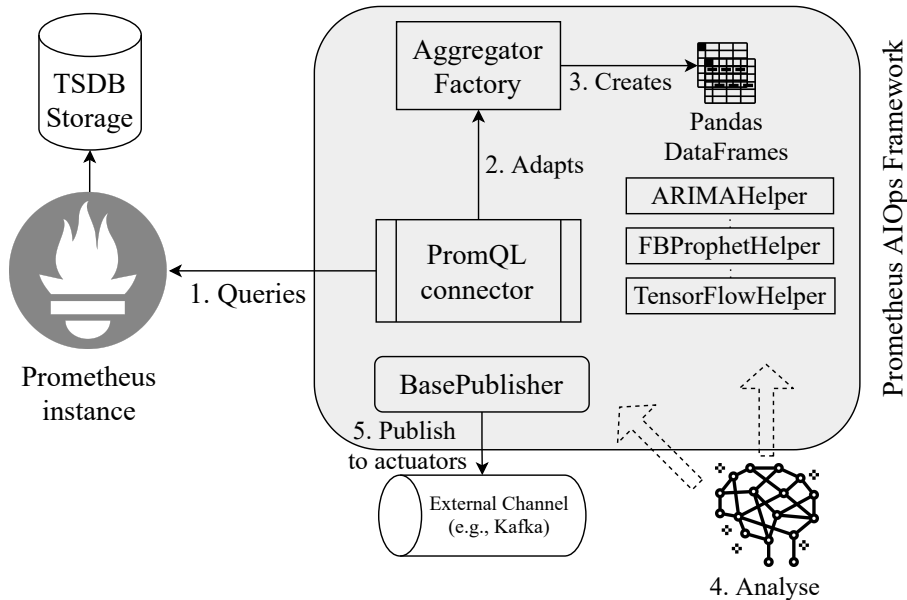 TSDB
Storage
Prometheus
instance
1. Queries
Aggregator
Factory
2. Adapts
3. Creates
PromQL
connector
Pandas
DataFrames
ARIMAHelper
FBProphetHelper
TensorFlowHelper
BasePublisher
5. Publish
to actuators
External Channel
(e.g., Kafka)
4. Analyse
Prometheus AIOps Framework